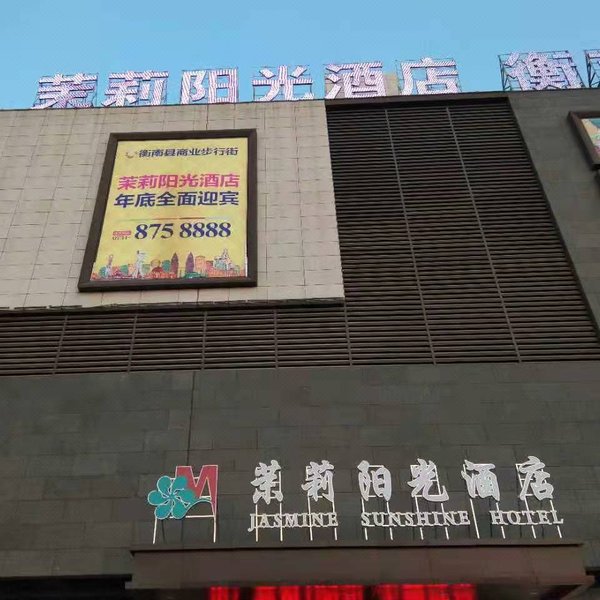 茉莉阳光酒店 衡
衡南县商业步行街
茉莉阳光酒店
年底全面迎宾
875 8888
M
茉莉阳光酒店
JASMINE SUNSHINE HOTEL